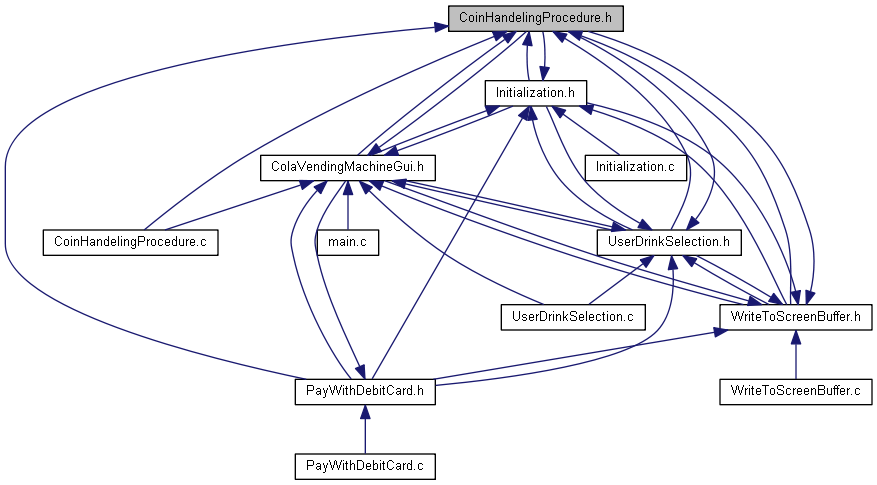 CoinHandelingProcedure.h
Initialization.h
ColaVendingMachineGui.h
Initialization.c
CoinHandelingProcedure.c
main.c
UserDrinkSelection.h
UserDrinkSelection.c
WriteToScreenBuffer.h
PayWithDebitCard.h
WriteToScreenBuffer.c
PayWithDebitCard.c